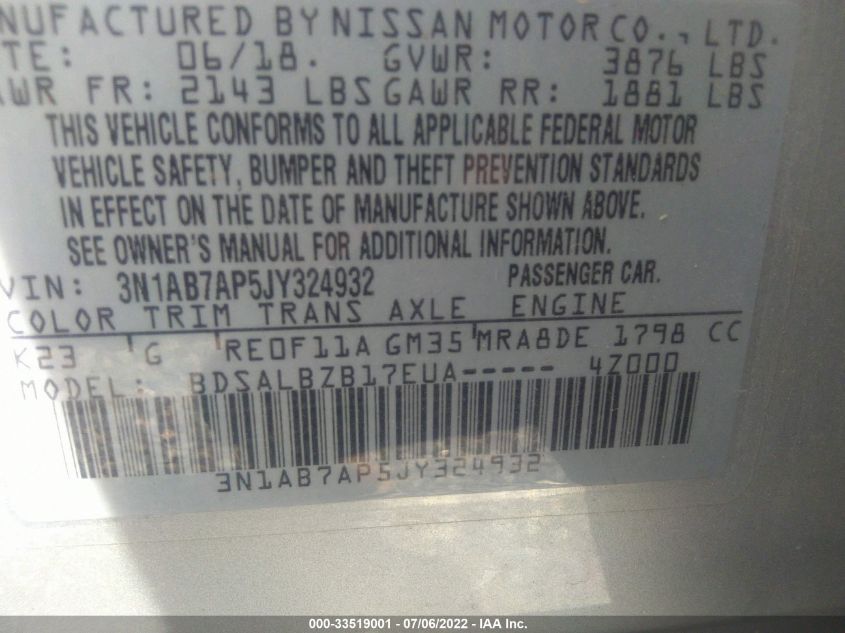 NUFACTURED BY NISSAN MOTOR CO., LTD.
TE: 06/18. GVWR: 3876 LBS
AWR FR: 2143 LBS GAWR RR: 1881 LBS
THIS VEHICLE CONFORMS TO ALL APPLICABLE FEDERAL MOTOR
VEHICLE SAFETY, BUMPER AND THEFT PREVENTION STANDARDS
IN EFFECT ON THE DATE OF MANUFACTURE SHOWN ABOVE.
SEE OWNER'S MANUAL FOR ADDITIONAL INFORMATION.
VIN: 3N1AB7AP5JY324932 PASSENGER CAR.
COLOR TRIM TRANS AXLE ENGINE
K23 'G 'RE0F11A GM35 'MRA8DE 1798 CC
MODEL: BDSALBZB17EUA----- 4Z000
3N1AB7AP5JY324932
000-33519001 - 07/06/2022 - IAA Inc.